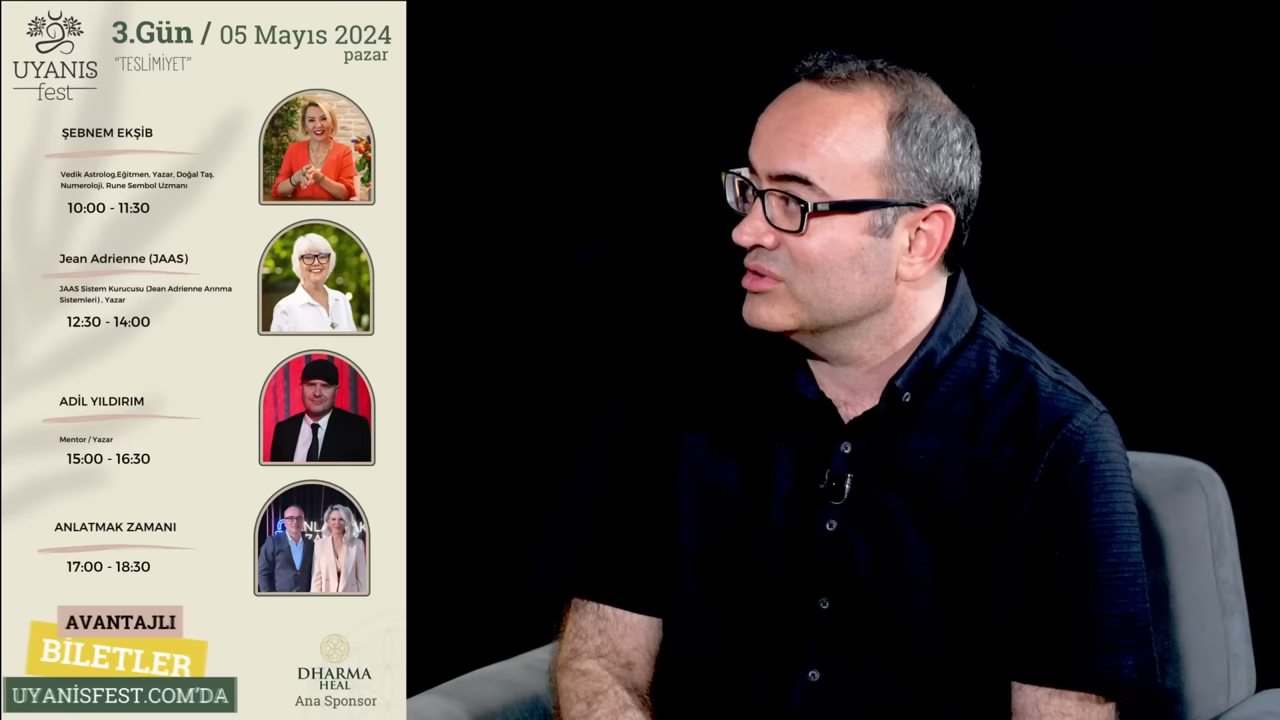 UYANIS
fest
3.Gün / 05 Mayıs 2024
pazar
“TESLİMİYET”
ŞEBNEM EKŞİB
Vedik Astrolog,Eğitmen, Yazar, Doğal Taş,
Numeroloji, Rune Sembol Uzmanı
10:00 - 11:30
Jean Adrienne (JAAS)
JAAS Sistem Kurucusu (Jean Adrienne Arınma
Sistemleri) , Yazar
12:30 - 14:00
ADİL YILDIRIM
Mentor / Yazar
15:00 - 16:30
ANLATMAK ZAMANI
17:00 - 18:30
AVANTAJLI
BİLETLER
UYANİSFEST.COM'DA
DHARMA
HEAL
Ana Sponsor